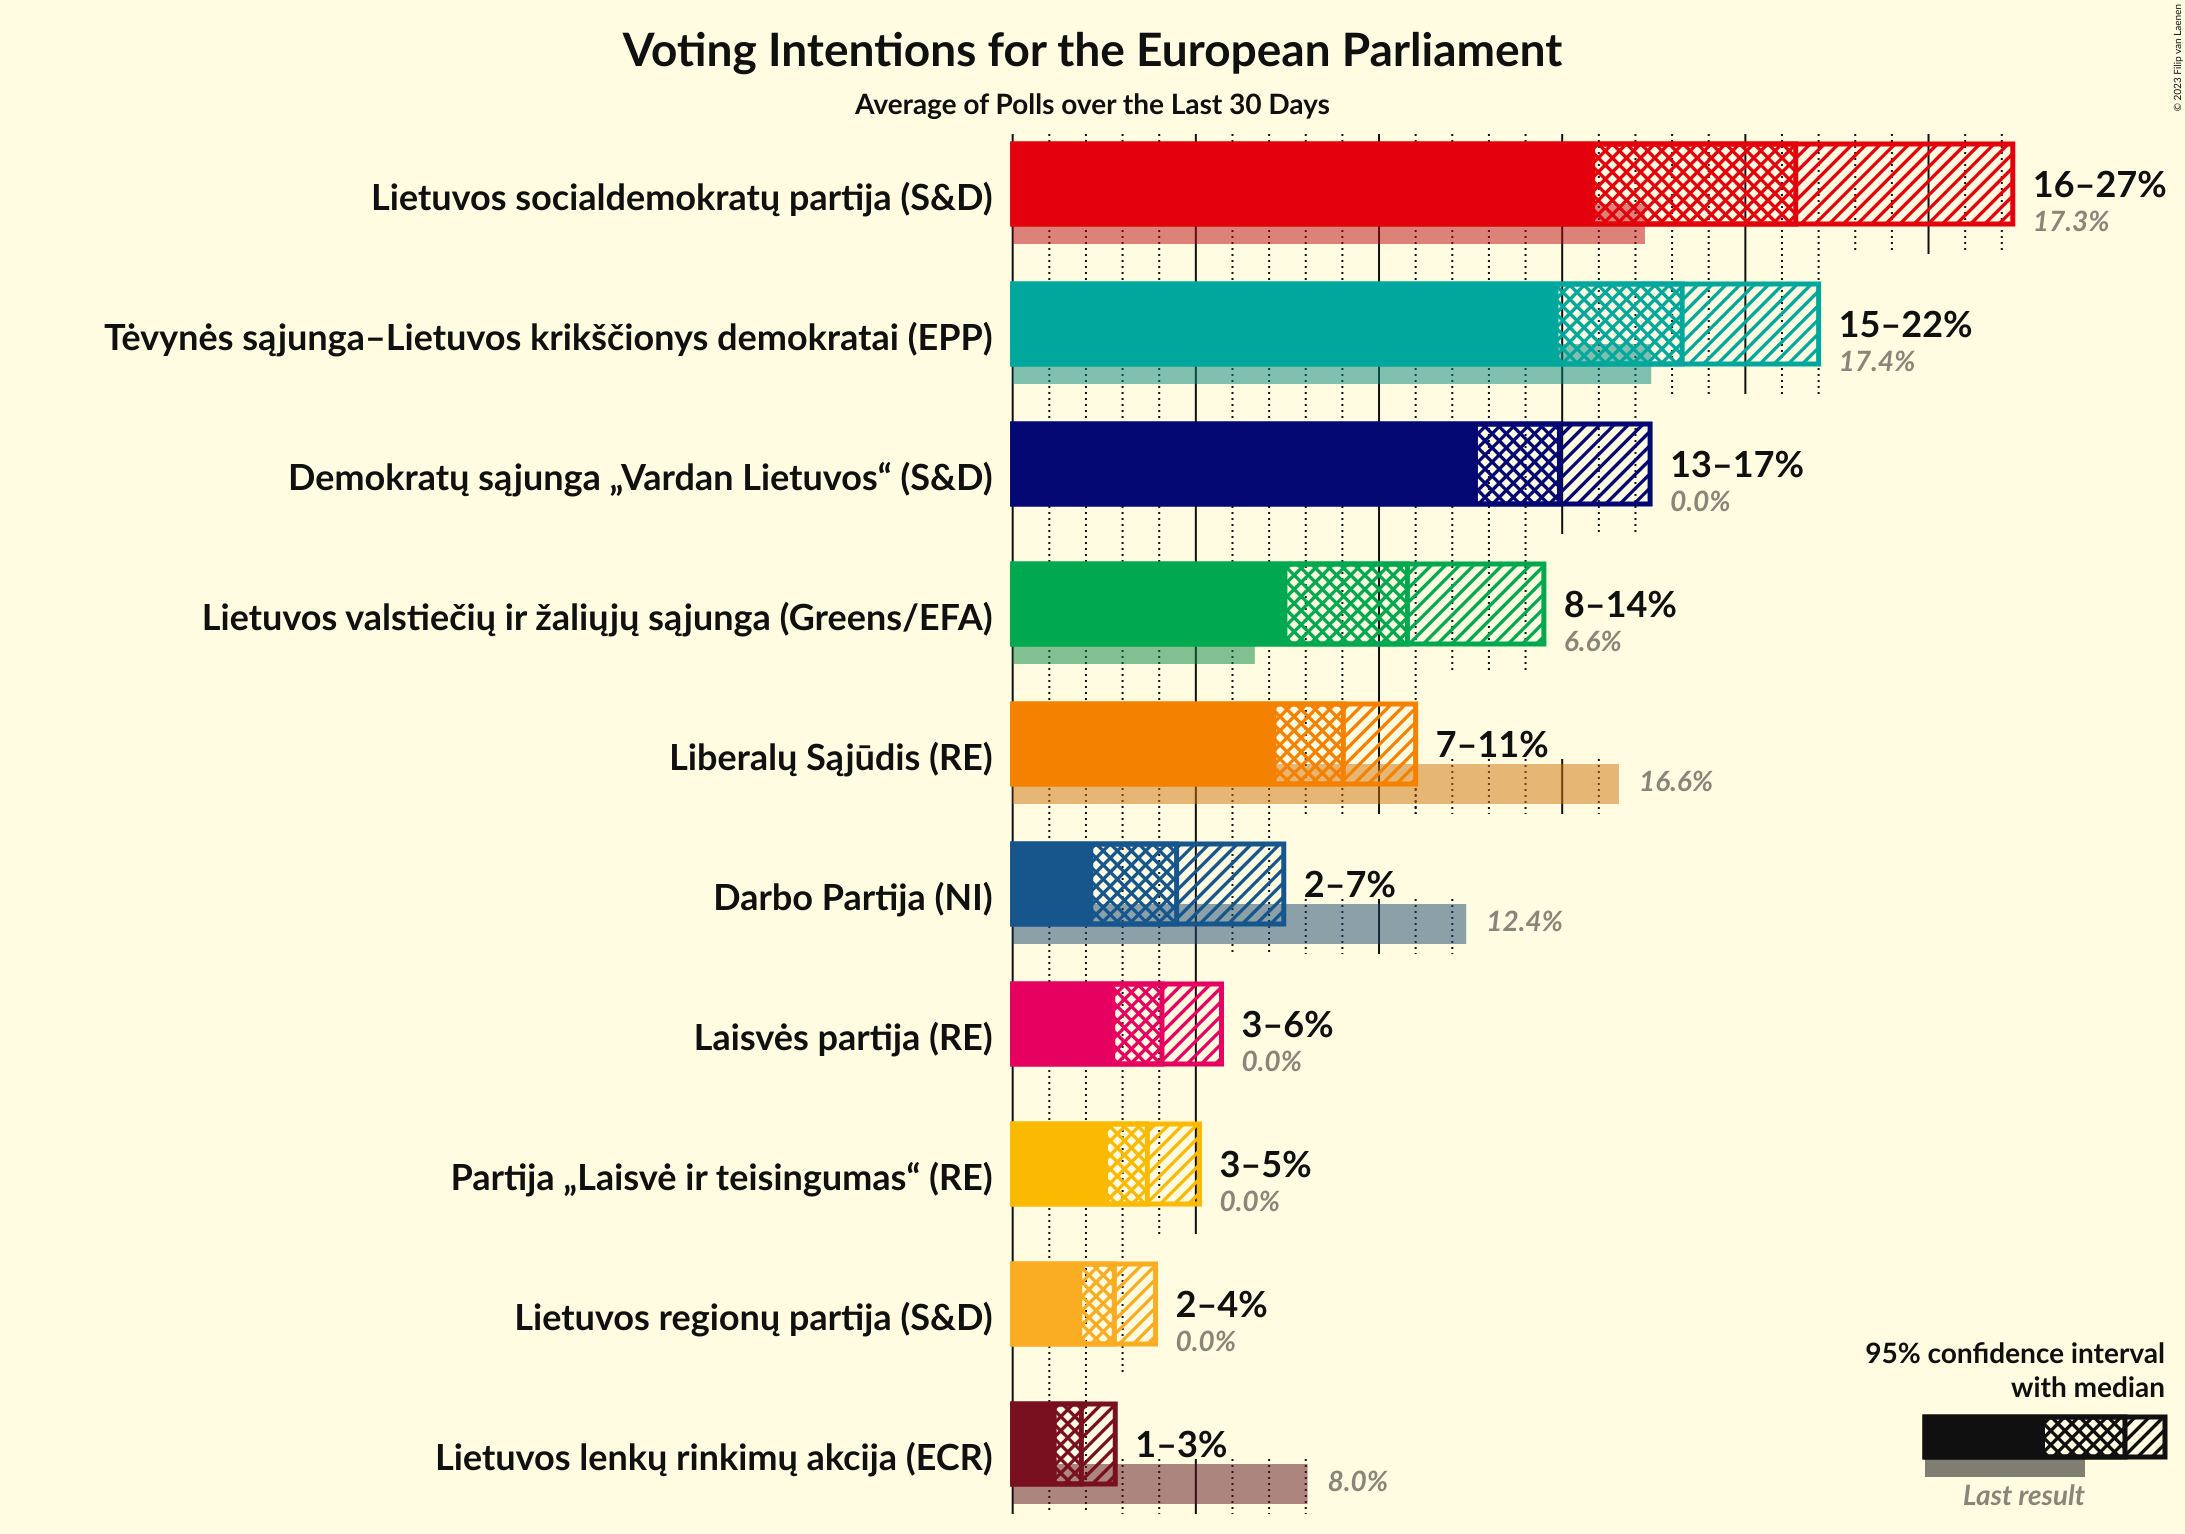 Voting Intentions for the European Parliament
Average of Polls over the Last 30 Days
© 2023 Filip van Laenen
Lietuvos socialdemokratų partija (S&D)
16–27%
17.3%
Tėvynės sąjunga–Lietuvos krikščionys demokratai (EPP)
15–22%
17.4%
Demokratų sąjunga „Vardan Lietuvos“ (S&D)
13–17%
0.0%
Lietuvos valstiečių ir žaliųjų sąjunga (Greens/EFA)
8–14%
6.6%
Liberalų Sąjūdis (RE)
7–11%
16.6%
Darbo Partija (NI)
2–7%
12.4%
Laisvės partija (RE)
3–6%
0.0%
Partija „Laisvė ir teisingumas“ (RE)
3–5%
0.0%
Lietuvos regionų partija (S&D)
2–4%
0.0%
Lietuvos lenkų rinkimų akcija (ECR)
1–3%
8.0%
95% confidence interval
with median
Last result